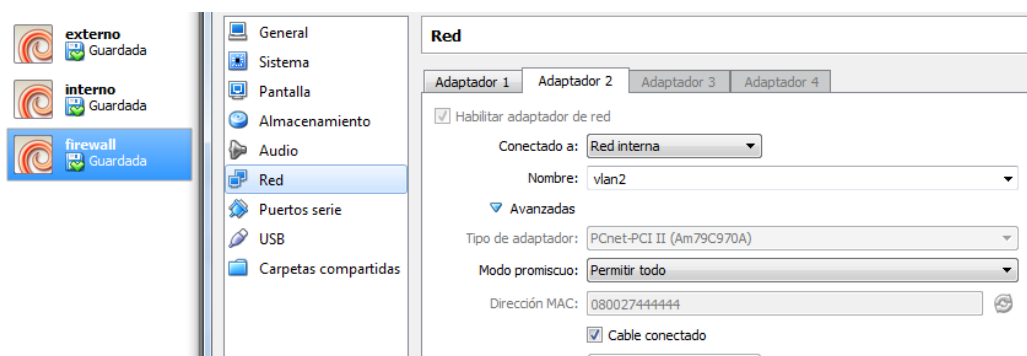 externo
Guardada
interno
Guardada
firewall
Guardada
General
Sistema
Pantalla
Almacenamiento
Audio
Red
Puertos serie
USB
Carpetas compartidas
Red
Adaptador 1 Adaptador 2 Adaptador 3 Adaptador 4
Habilitar adaptador de red
Conectado a: Red interna
Nombre: vlan2
Avanzadas
Tipo de adaptador: PCnet-PCI II (Am79C970A)
Modo promiscuo: Permitir todo
Dirección MAC: 080027444444
Cable conectado